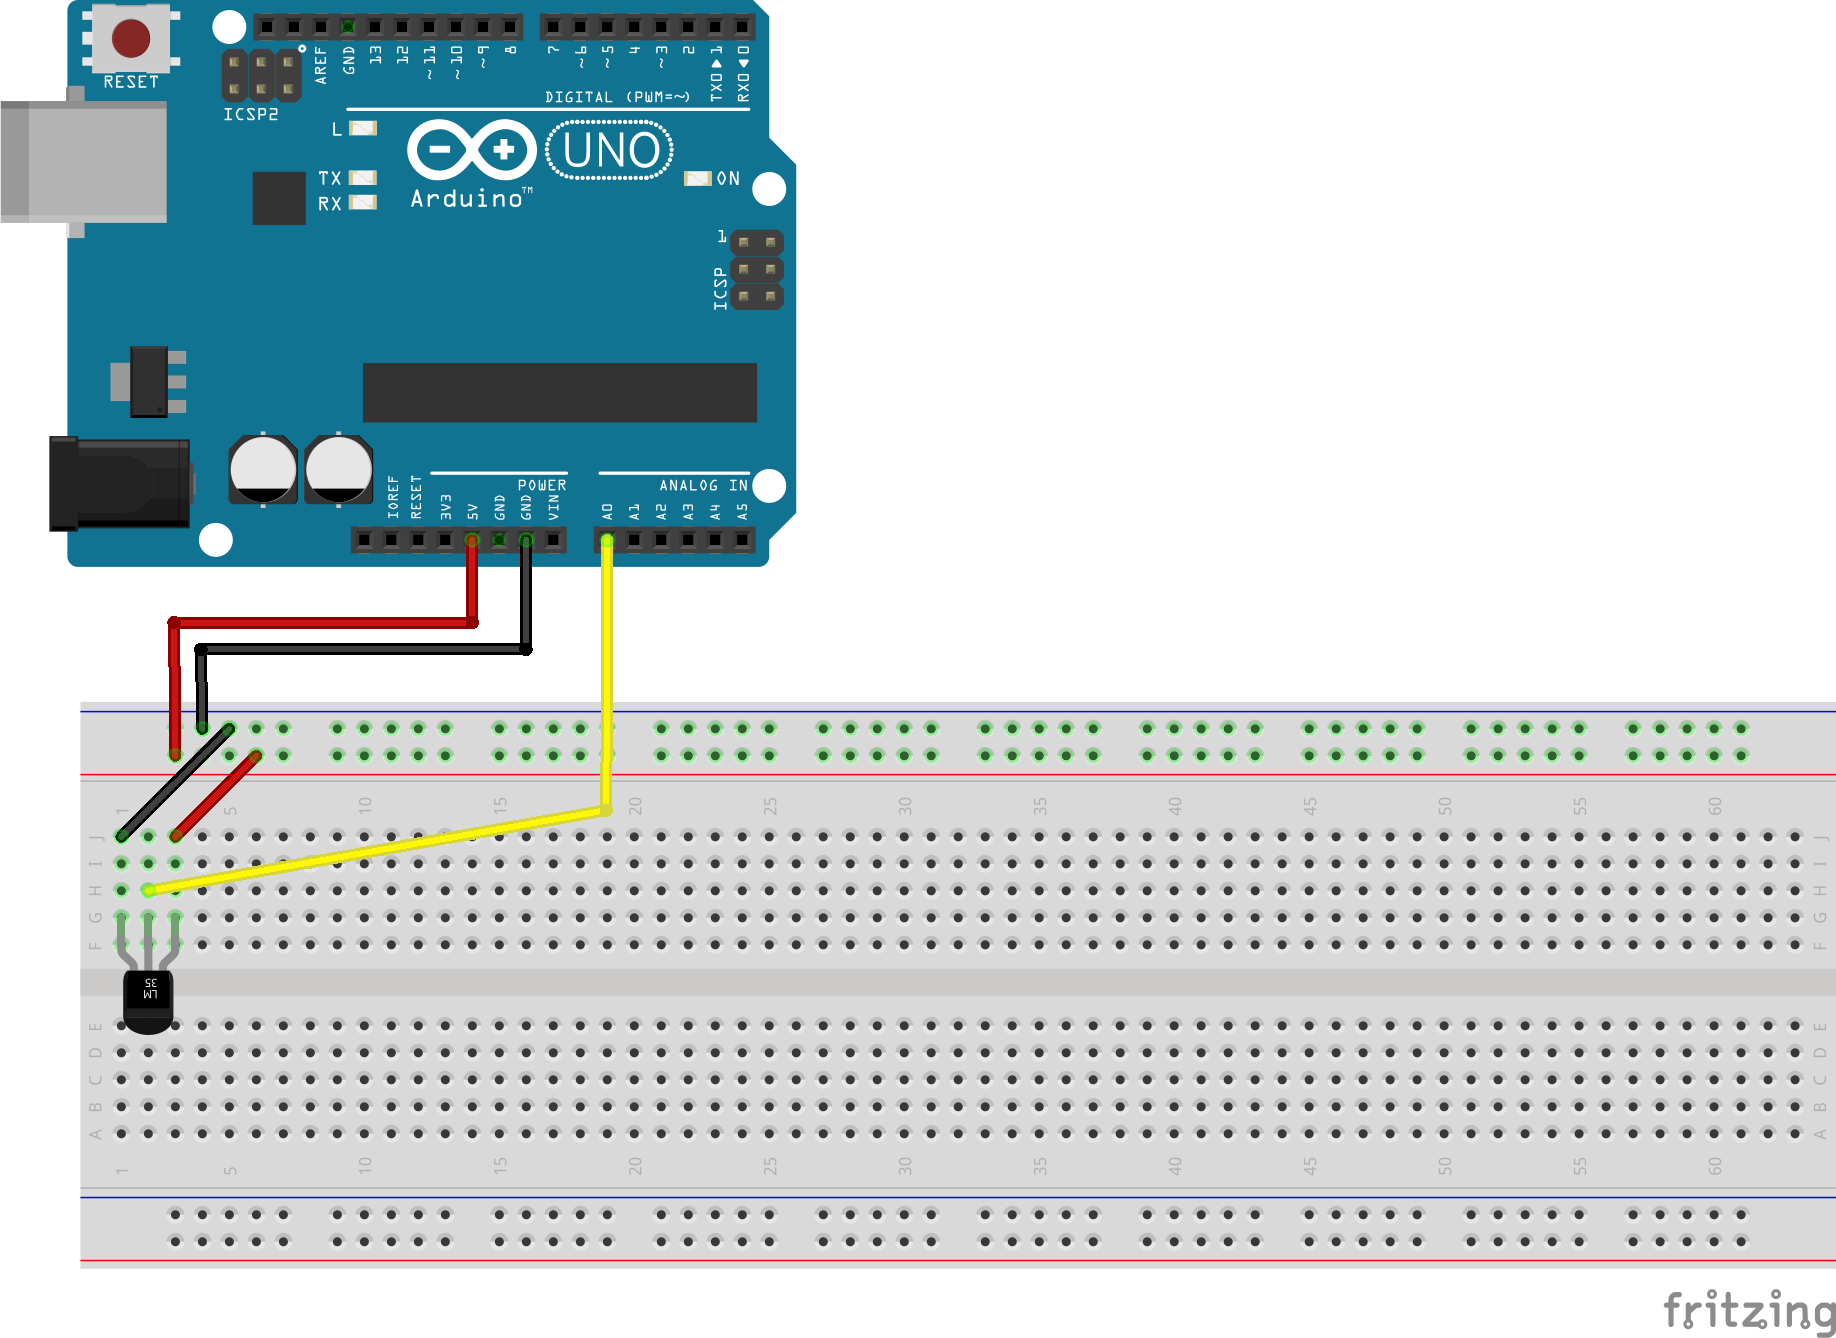 RESET
ICSP2
AREF
GND
13
12
~11
~10
~9
8
7
~6
~5
4
~3
2
TX0▶1
RX0◀0
DIGITAL (PWM=~)
L
TX
RX
Arduino™
UNO
ON
1
ICSP
IOREF
RESET
3V3
5V
GND
GND
VIN
POWER
ANALOG IN
A0
A1
A2
A3
A4
A5
1 5 10 15 20 25 30 35 40 45 50 55 60
J J
I I
H H
G G
F F
LM
35
E E
D D
C C
B B
A A
1 5 10 15 20 25 30 35 40 45 50 55 60
fritzing